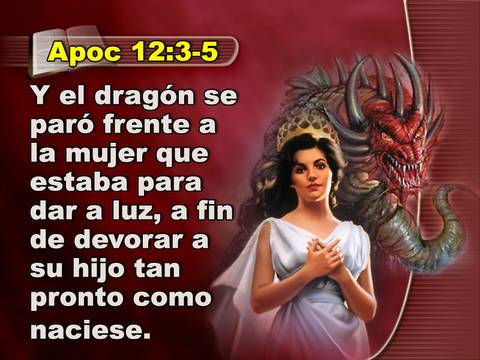 Apoc 12:3-5
Y el dragón se
paró frente a
la mujer que
estaba para
dar a luz, a fin
de devorar a
su hijo tan
pronto como
naciese.